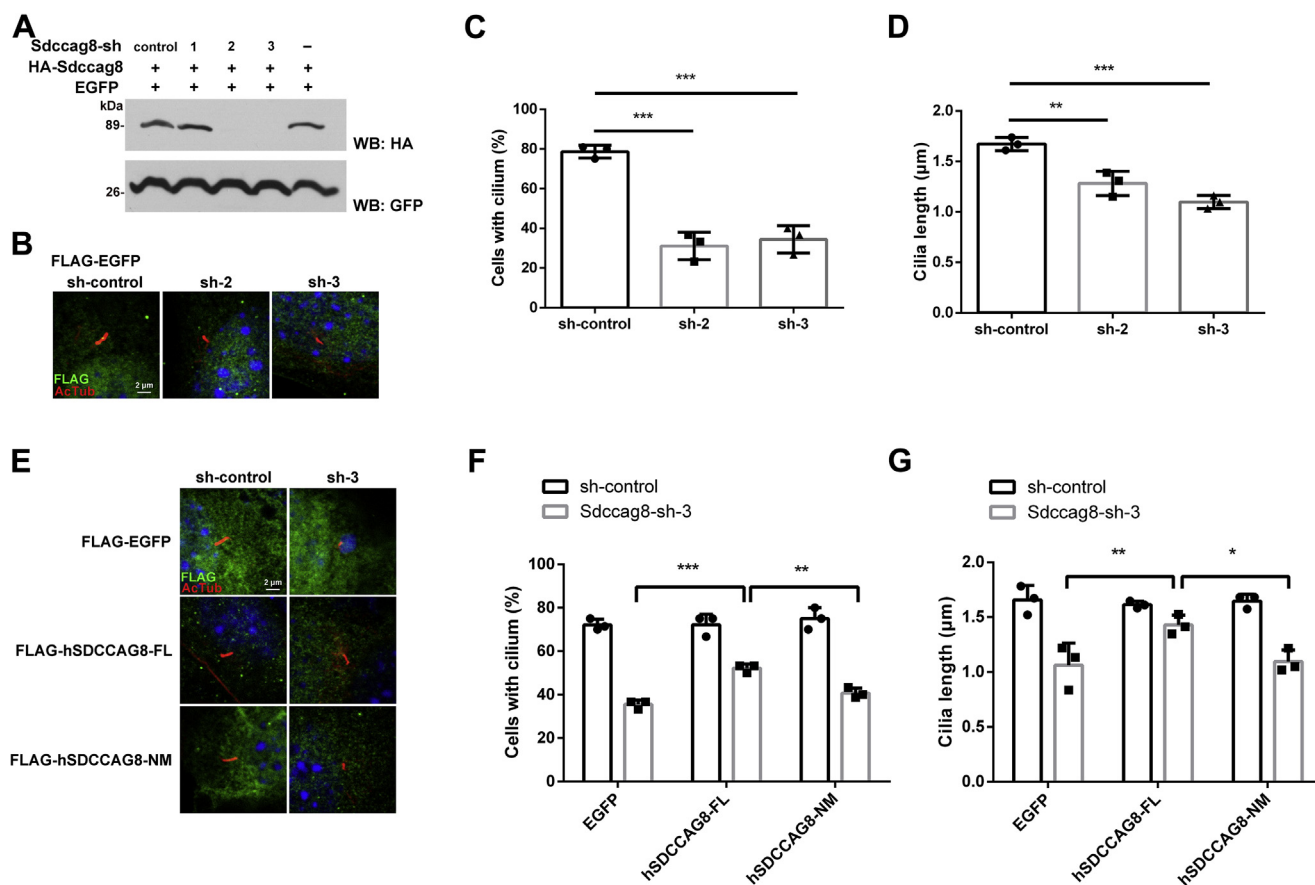 A
Sdccag8-sh control 1 2 3 –
HA-Sdccag8 + + + + +
EGFP + + + + +
kDa
89-
WB: HA
26-
WB: GFP
B
FLAG-EGFP
sh-control sh-2 sh-3
FLAG
AcTub
2 µm
C
***
***
Cells with cilium (%)
100
80
60
40
20
0
sh-control sh-2 sh-3
D
***
**
Cilia length (µm)
2.0
1.5
1.0
0.5
0.0
sh-control sh-2 sh-3
E
sh-control sh-3
FLAG-EGFP
FLAG
AcTub
2 µm
FLAG-hSDCCAG8-FL
FLAG-hSDCCAG8-NM
F
sh-control
Sdccag8-sh-3
*** **
Cells with cilium (%)
100
80
60
40
20
0
EGFP
hSDCCAG8-FL
hSDCCAG8-NM
G
sh-control
Sdccag8-sh-3
** *
Cilia length (µm)
2.0
1.5
1.0
0.5
0.0
EGFP
hSDCCAG8-FL
hSDCCAG8-NM